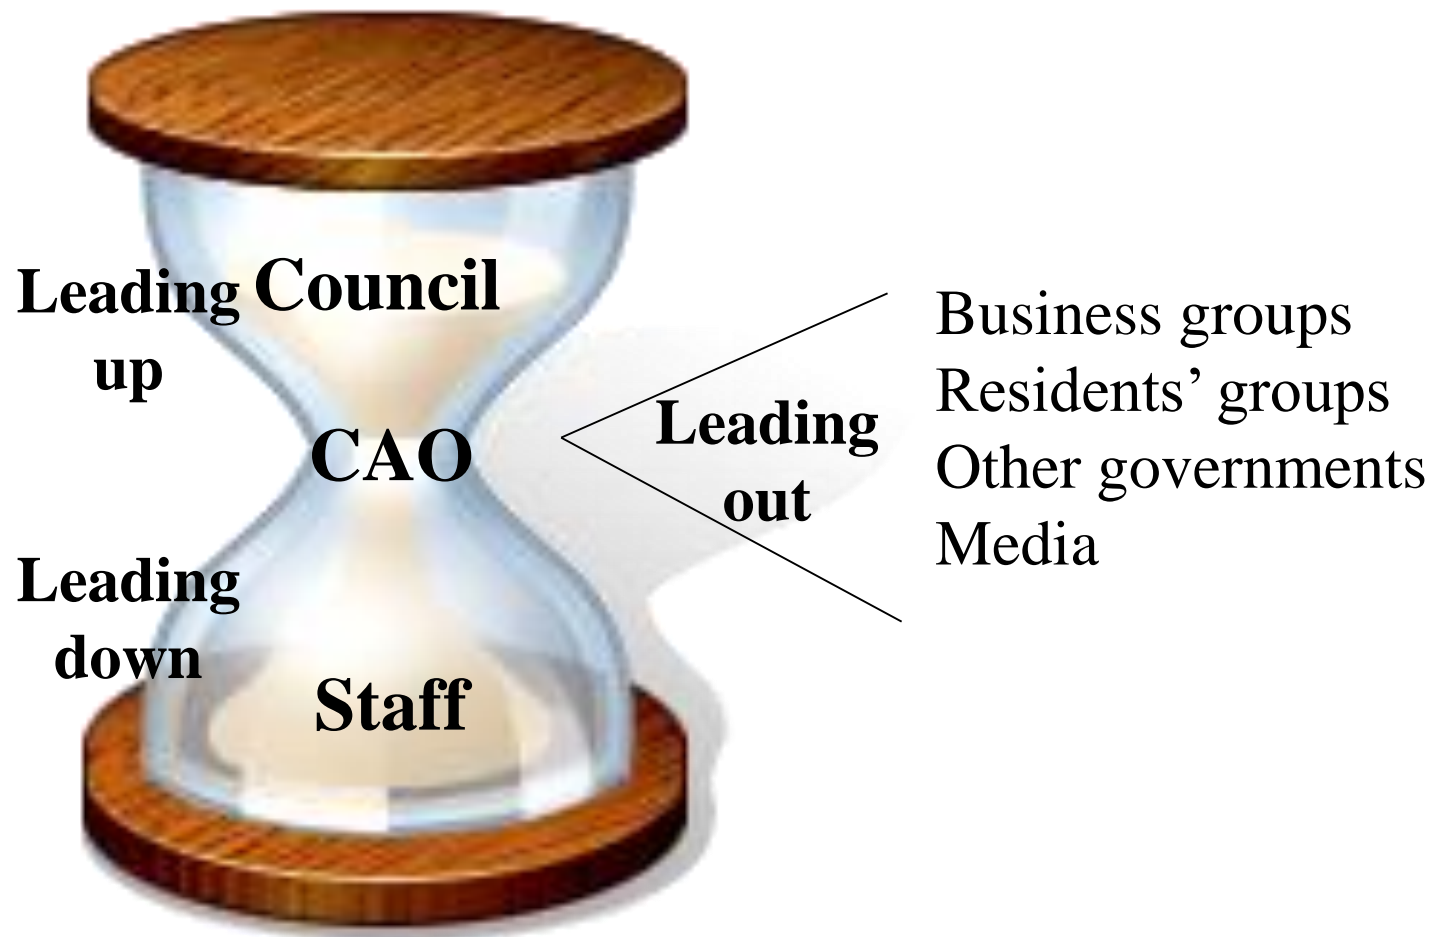 Leading
up
Council
CAO
Leading
down
Staff
Leading
out
Business groups
Residents’ groups
Other governments
Media